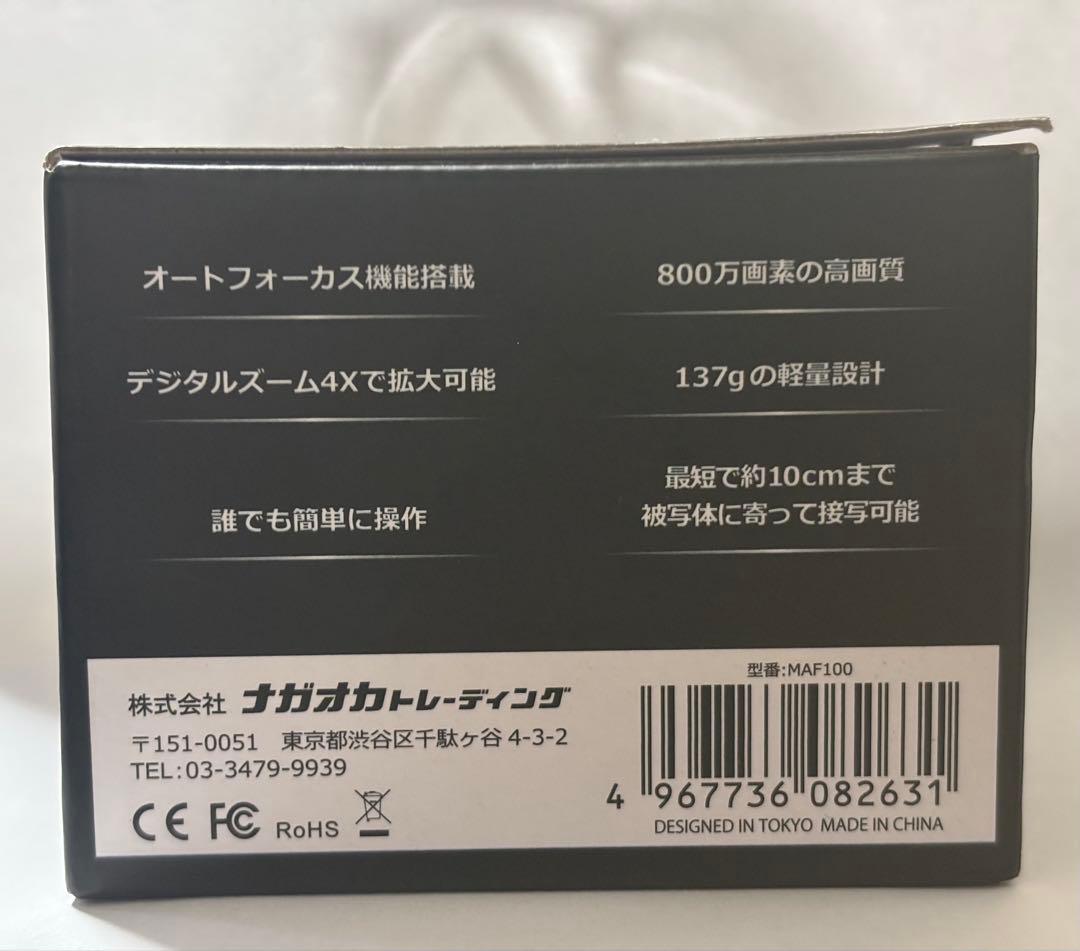 オートフォーカス機能搭載
800万画素の高画質
デジタルズーム4Xで拡大可能
137gの軽量設計
誰でも簡単に操作
最短で約10cmまで
被写体に寄って接写可能
株式会社 ナガオカトレーディング
〒151-0051 東京都渋谷区千駄ヶ谷 4-3-2
TEL:03-3479-9939
CE FC RoHS
型番:MAF100
4 967736 082631
DESIGNED IN TOKYO MADE IN CHINA